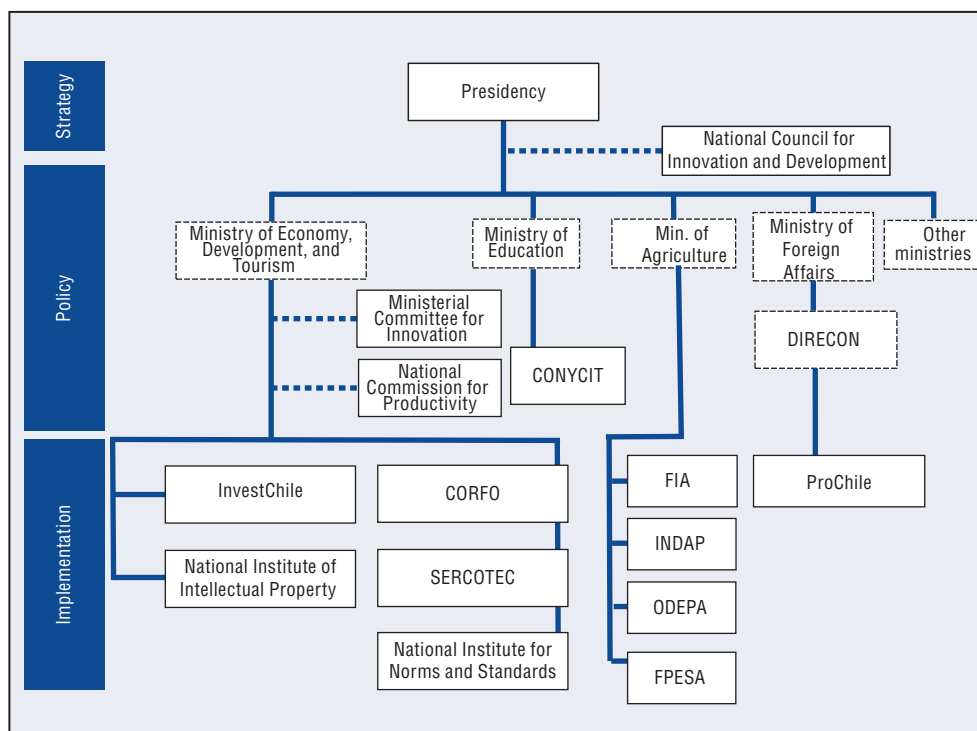 Strategy
Presidency
National Council for
Innovation and Development
Policy
Ministry of Economy,
Development, and
Tourism
Ministry of
Education
Min. of
Agriculture
Ministry of
Foreign
Affairs
Other
ministries
Ministerial
Committee for
Innovation
National
Commission for
Productivity
CONYCIT
DIRECON
Implementation
InvestChile
CORFO
FIA
ProChile
National Institute of
Intellectual Property
SERCOTEC
INDAP
ODEPA
National Institute for
Norms and Standards
FPESA